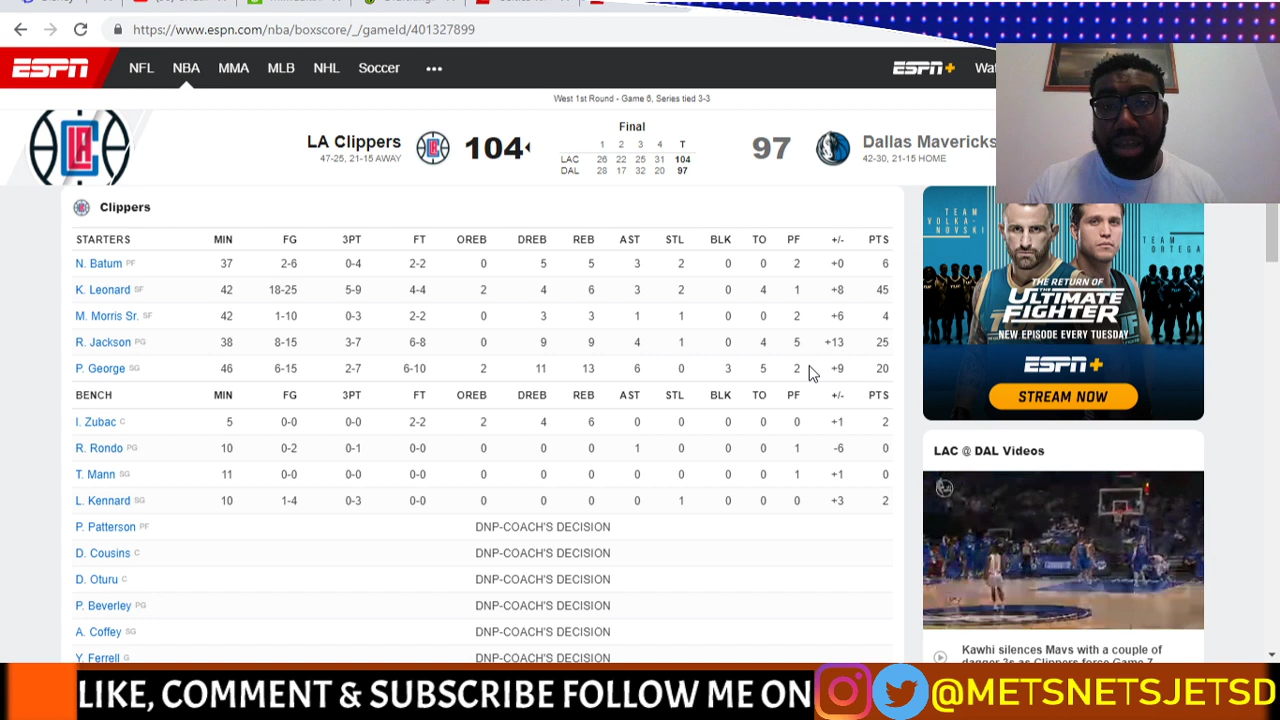 https://www.espn.com/nba/boxscore/_/gameId/401327899
ESPN NFL NBA MMA MLB NHL Soccer ••• ESPN+
West 1st Round - Game 6, Series tied 3-3
LA Clippers 104 Final 97 Dallas Mavericks
47-25, 21-15 AWAY 42-30, 21-15 HOME
1 2 3 4 T
LAC 26 22 25 31 104
DAL 28 17 32 20 97
Clippers
STARTERS MIN FG 3PT FT OREB DREB REB AST STL BLK TO PF +/- PTS
N. Batum PF 37 2-6 0-4 2-2 0 5 5 3 2 0 0 2 +0 6
K. Leonard SF 42 18-25 5-9 4-4 2 4 6 3 2 0 4 1 +8 45
M. Morris Sr. SF 42 1-10 0-3 2-2 0 3 3 1 1 0 0 2 +6 4
R. Jackson PG 38 8-15 3-7 6-8 0 9 9 4 1 0 4 5 +13 25
P. George SG 46 6-15 2-7 6-10 2 11 13 6 0 3 5 2 +9 20
BENCH MIN FG 3PT FT OREB DREB REB AST STL BLK TO PF +/- PTS
I. Zubac C 5 0-0 0-0 2-2 2 4 6 0 0 0 0 0 +1 2
R. Rondo PG 10 0-2 0-1 0-0 0 0 0 1 0 0 0 1 -6 0
T. Mann SG 11 0-0 0-0 0-0 0 0 0 0 0 0 0 1 +1 0
L. Kennard SG 10 1-4 0-3 0-0 0 0 0 0 1 0 0 0 +3 2
P. Patterson PF DNP-COACH'S DECISION
D. Cousins C DNP-COACH'S DECISION
D. Oturu C DNP-COACH'S DECISION
P. Beverley PG DNP-COACH'S DECISION
A. Coffey SG DNP-COACH'S DECISION
Y. Ferrell G DNP-COACH'S DECISION
TEAM VOLKANOVSKI
TEAM ORTEGA
THE RETURN OF
THE ULTIMATE
FIGHTER
NEW EPISODE EVERY TUESDAY
ESPN+
STREAM NOW
LAC @ DAL Videos
Kawhi silences Mavs with a couple of
dagger 3s as Clippers force Game 7
LIKE, COMMENT & SUBSCRIBE FOLLOW ME ON @METSNETSJETSD